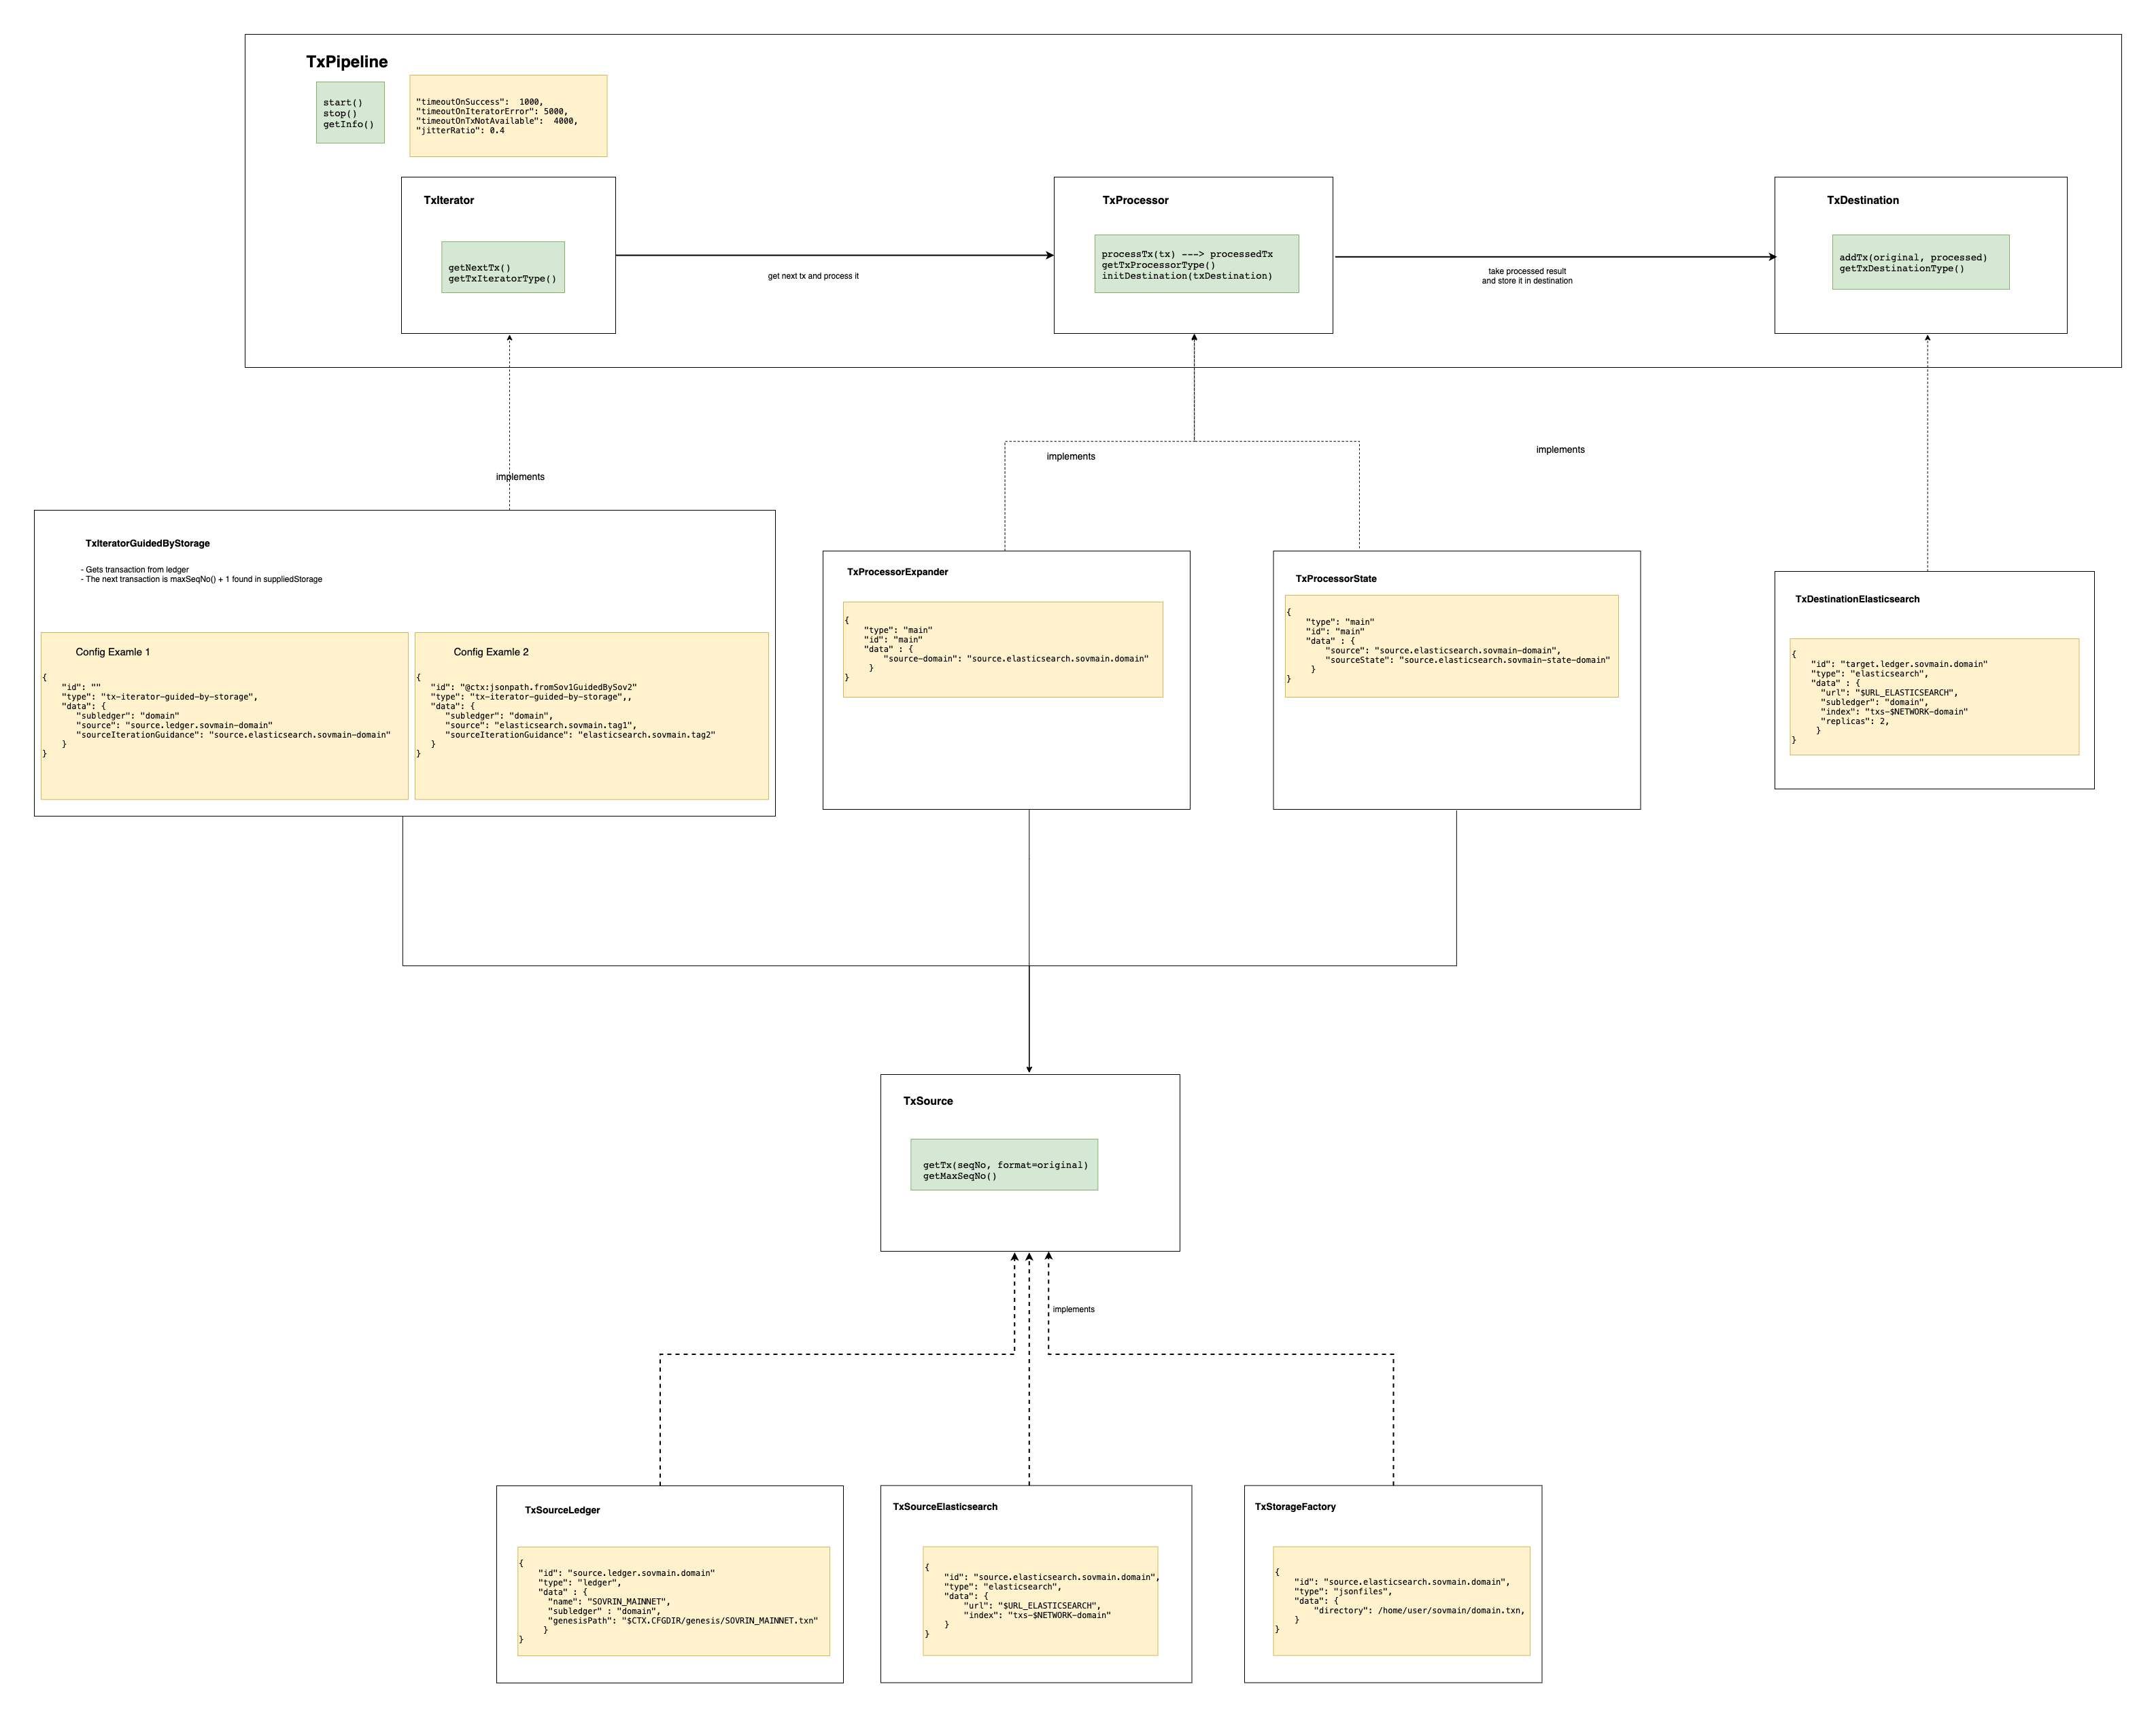 TxPipeline
start()
stop()
getInfo()
"timeoutOnSuccess":  1000,
"timeoutOnIteratorError": 5000,
"timeoutOnTxNotAvailable":  4000,
"jitterRatio": 0.4
TxIterator
getNextTx()
getTxIteratorType()
get next tx and process it
TxProcessor
processTx(tx) ---> processedTx
getTxProcessorType()
initDestination(txDestination)
take processed result
and store it in destination
TxDestination
addTx(original, processed)
getTxDestinationType()
implements
implements
implements
TxIteratorGuidedByStorage
- Gets transaction from ledger
- The next transaction is maxSeqNo() + 1 found in suppliedStorage
Config Examle 1
{
"id": ""
"type": "tx-iterator-guided-by-storage",
"data": {
"subledger": "domain"
"source": "source.ledger.sovmain-domain"
"sourceIterationGuidance": "source.elasticsearch.sovmain-domain"
}
}
Config Examle 2
{
"id": "@ctx:jsonpath.fromSov1GuidedBySov2"
"type": "tx-iterator-guided-by-storage",,
"data": {
"subledger": "domain",
"source": "elasticsearch.sovmain.tag1",
"sourceIterationGuidance": "elasticsearch.sovmain.tag2"
}
}
TxProcessorExpander
{
"type": "main"
"id": "main"
"data" : {
"source-domain": "source.elasticsearch.sovmain.domain"
}
}
TxProcessorState
{
"type": "main"
"id": "main"
"data" : {
"source": "source.elasticsearch.sovmain-domain",
"sourceState": "source.elasticsearch.sovmain-state-domain"
}
}
TxDestinationElasticsearch
{
"id": "target.ledger.sovmain.domain"
"type": "elasticsearch",
"data" : {
"url": "$URL_ELASTICSEARCH",
"subledger": "domain",
"index": "txs-$NETWORK-domain"
"replicas": 2,
}
}
TxSource
getTx(seqNo, format=original)
getMaxSeqNo()
implements
TxSourceLedger
{
"id": "source.ledger.sovmain.domain"
"type": "ledger",
"data" : {
"name": "SOVRIN_MAINNET",
"subledger" : "domain",
"genesisPath": "$CTX.CFGDIR/genesis/SOVRIN_MAINNET.txn"
}
}
TxSourceElasticsearch
{
"id": "source.elasticsearch.sovmain.domain",
"type": "elasticsearch",
"data": {
"url": "$URL_ELASTICSEARCH",
"index": "txs-$NETWORK-domain"
}
}
TxStorageFactory
{
"id": "source.elasticsearch.sovmain.domain",
"type": "jsonfiles",
"data": {
"directory": /home/user/sovmain/domain.txn,
}
}